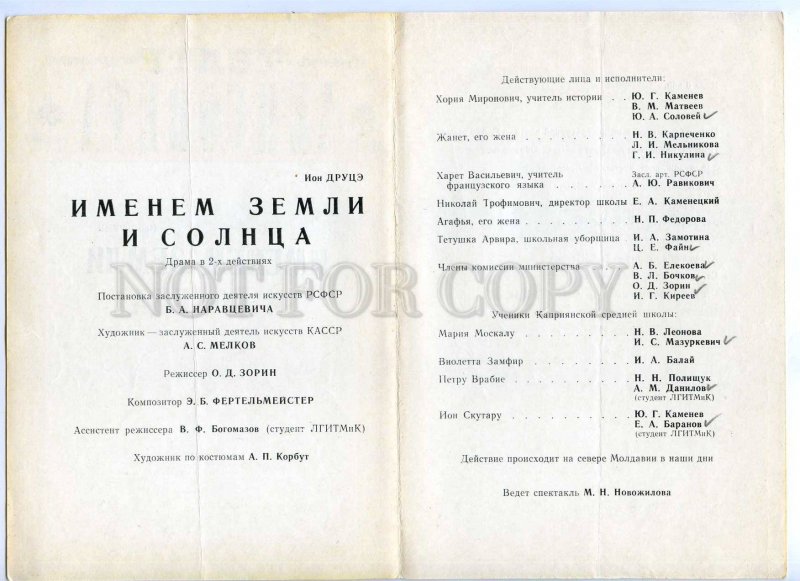 Ион ДРУЦЭ
ИМЕНЕМ ЗЕМЛИ
И СОЛНЦА
Драма в 2-х действиях
Постановка заслуженного деятеля искусств РСФСР
Б. А. НАРАВЦЕВИЧА
Художник — заслуженный деятель искусств КАССР
А. С. МЕЛКОВ
Режиссер О. Д. ЗОРИН
Композитор Э. Б. ФЕРТЕЛЬМЕЙСТЕР
Ассистент режиссера В. Ф. Богомазов (студент ЛГИТМиК)
Художник по костюмам А. П. Корбут
Действующие лица и исполнители:
Хория Миронович, учитель истории . . Ю. Г. Каменев
В. М. Матвеев
Ю. А. Соловей
Жанет, его жена . . . . . . . . . Н. В. Карпеченко
Л. И. Мельникова
Г. И. Никулина
Харет Васильевич, учитель Засл. арт. РСФСР
французского языка . . . . . . А. Ю. Равикович
Николай Трофимович, директор школы Е. А. Каменецкий
Агафья, его жена . . . . . . . . . Н. П. Федорова
Тетушка Арвира, школьная уборщица . И. А. Замотина
Ц. Е. Файн
Члены комиссии министерства . . . А. Б. Елекоева
В. Л. Бочков
О. Д. Зорин
И. Г. Киреев
Ученики Каприянской средней школы:
Мария Москалу . . . . . . . . . Н. В. Леонова
И. С. Мазуркевич
Виолетта Замфир . . . . . . . . . И. А. Балай
Петру Врабие . . . . . . . . . . Н. Н. Полищук
А. М. Данилов
(студент ЛГИТМиК)
Ион Скутару . . . . . . . . . . Ю. Г. Каменев
Е. А. Баранов
(студент ЛГИТМиК)
Действие происходит на севере Молдавии в наши дни
Ведет спектакль М. Н. Новожилова
NOT FOR COPY